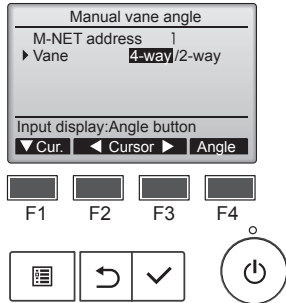 Manual vane angle
M-NET address 1
Vane 4-way/2-way
Input display:Angle button
▼Cur. ◀ Cursor ▶ Angle
F1 F2 F3 F4